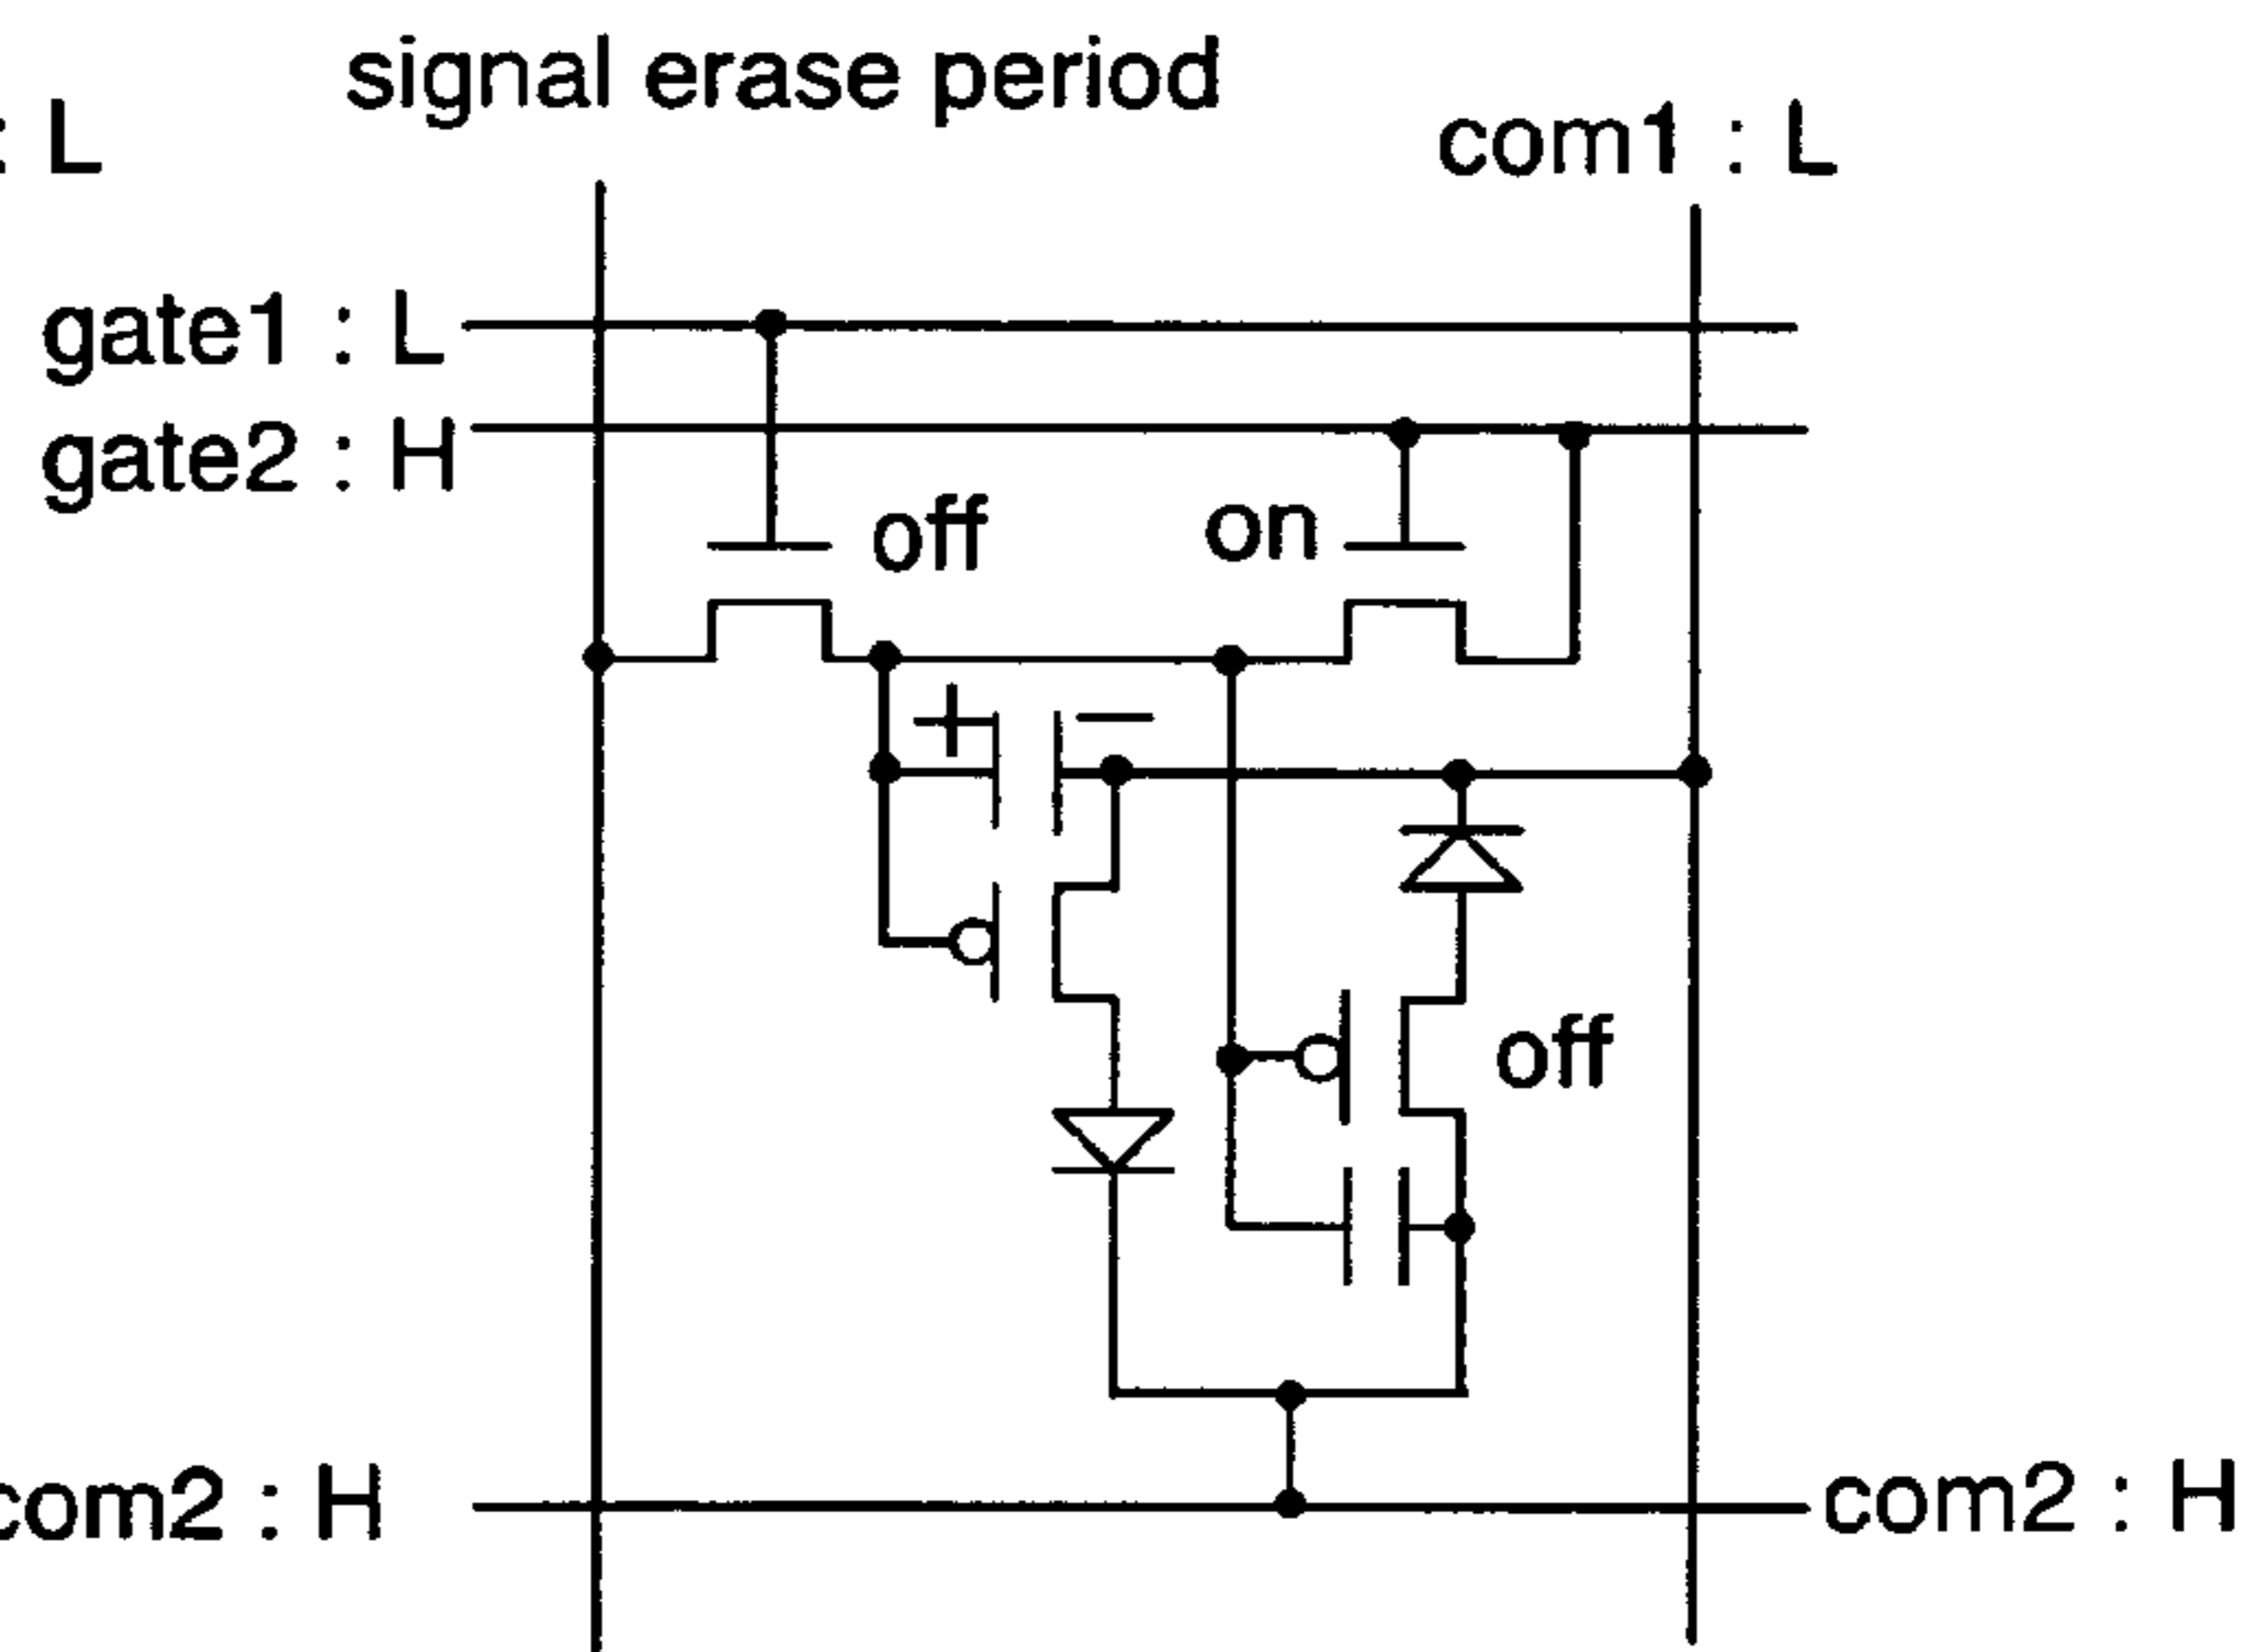 signal erase period
: L
com1 : L
gate1 : L
gate2 : H
off
on
+
−
off
com2 : H
com2 : H